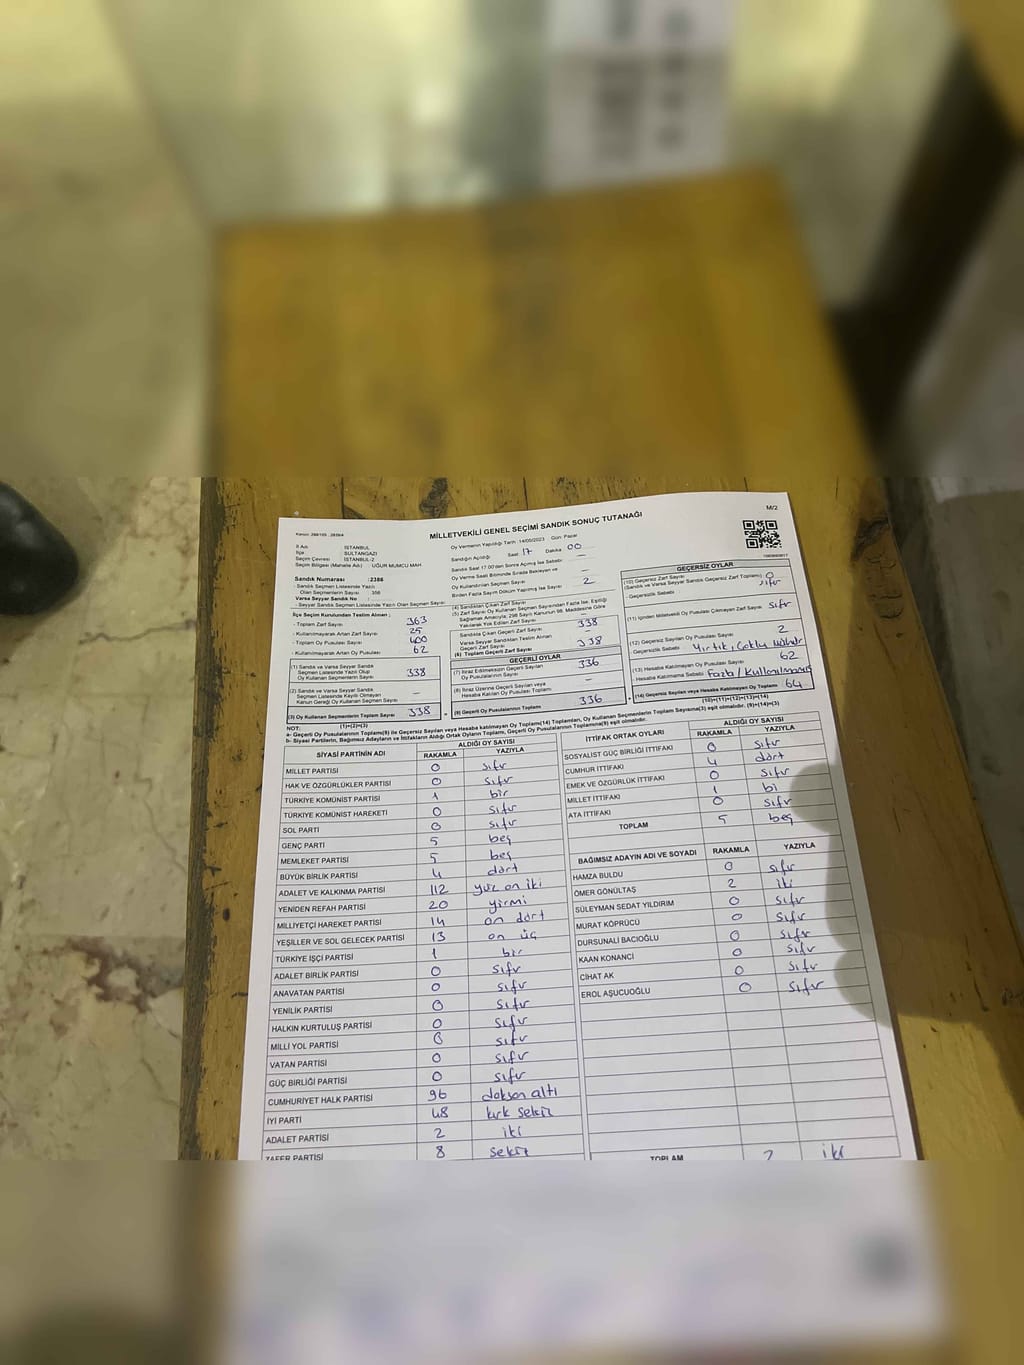 M/2
MİLLETVEKİLİ GENEL SEÇİMİ SANDIK SONUÇ TUTANAĞI
İl Adı : İSTANBUL
İlçe : SULTANGAZİ
Seçim Çevresi : İSTANBUL-2
Seçim Bölgesi (Mahalle Adı) : UĞUR MUMCU MAH.
Oy Vermenin Yapıldığı Tarih : 14/05/2023 Gün: Pazar
Sandığın Açıldığı Saat 17 Dakika 00
Sandık Saat 17.00'den Sonra Açılmış İse Sebebi
Oy Verme Saati Bitiminde Sırada Bekleyen ve
Oy Kullandırılan Seçmen Sayısı —
Birden Fazla Sayım Döküm Yapılmış İse Sayısı 2
Sandık Numarası : 2386
- Sandık Seçmen Listesinde Yazılı
Olan Seçmenlerin Sayısı
Varsa Seyyar Sandık No :
- Seyyar Sandık Seçmen Listesinde Yazılı Olan Seçmen Sayısı:
İlçe Seçim Kurulundan Teslim Alınan ;
- Toplam Zarf Sayısı 363
- Kullanılmayarak Artan Zarf Sayısı 25
- Toplam Oy Pusulası Sayısı 400
- Kullanılmayarak Artan Oy Pusulası 62
(1) Sandık ve Varsa Seyyar Sandık
Seçmen Listesinde Yazılı Olup
Oy Kullanan Seçmenlerin Sayısı 338
(2) Sandık ve Varsa Seyyar Sandık
Seçmen Listesinde Kayıtlı Olmayan
Kanun Gereği Oy Kullanan Seçmen Sayısı —
(3) Oy Kullanan Seçmenlerin Toplam Sayısı 338
(1)+(2)=(3)
(4) Sandıktan Çıkan Zarf Sayısı
(5) Zarf Sayısı Oy Kullanan Seçmen Sayısından Fazla İse, Eşitliği
Sağlamak Amacıyla, 298 Sayılı Kanunun 98. Maddesine Göre
Yakılarak Yok Edilen Zarf Sayısı —
Sandıkta Çıkan Geçerli Zarf Sayısı 338
Varsa Seyyar Sandıktan Teslim Alınan
Geçerli Zarf Sayısı
(6) Toplam Geçerli Zarf Sayısı 338
GEÇERLİ OYLAR
(7) İtiraz Edilmeksizin Geçerli Sayılan
Oy Pusulalarının Sayısı 336
(8) İtiraz Üzerine Geçerli Sayılan veya
Hesaba Katılan Oy Pusulası Toplamı —
(9) Geçerli Oy Pusulalarının Toplamı 336
GEÇERSİZ OYLAR
(10) Geçersiz Zarf Sayısı
(Sandık ve Varsa Seyyar Sandık Geçersiz Zarf Toplamı) 0 sıfır
- Geçersizlik Sebebi
(11) İçinden Milletvekili Oy Pusulası Çıkmayan Zarf Sayısı sıfır
(12) Geçersiz Sayılan Oy Pusulası Sayısı 2
- Geçersizlik Sebebi Yırtık, Çoklu mühür
(13) Hesaba Katılmayan Oy Pusulası Sayısı 62
- Hesaba Katılmama Sebebi Fazla/Kullanılmamış
(14) Geçersiz Sayılan veya Hesaba Katılmayan Oy Toplamı 64
(10)+(11)+(12)+(13)=(14)
NOT:
a- Geçerli Oy Pusulalarının Toplamı(9) ile Geçersiz Sayılan veya Hesaba katılmayan Oy Toplamı(14) Toplamları, Oy Kullanan Seçmenlerin Toplam Sayısına(3) eşit olmalıdır. (9)+(14)=(3)
b- Siyasi Partilerin, Bağımsız Adayların ve İttifakların Aldığı Ortak Oyların Toplamı, Geçerli Oy Pusulalarının Toplamına(9) eşit olmalıdır.
SİYASİ PARTİNİN ADI ALDIĞI OY SAYISI
RAKAMLA YAZIYLA
MİLLET PARTİSİ 0 sıfır
HAK VE ÖZGÜRLÜKLER PARTİSİ 0 sıfır
TÜRKİYE KOMÜNİST PARTİSİ 1 bir
TÜRKİYE KOMÜNİST HAREKETİ 0 sıfır
SOL PARTİ 0 sıfır
GENÇ PARTİ 5 beş
MEMLEKET PARTİSİ 5 beş
BÜYÜK BİRLİK PARTİSİ 4 dört
ADALET VE KALKINMA PARTİSİ 112 yüz on iki
YENİDEN REFAH PARTİSİ 20 yirmi
MİLLİYETÇİ HAREKET PARTİSİ 14 on dört
YEŞİLLER VE SOL GELECEK PARTİSİ 13 on üç
TÜRKİYE İŞÇİ PARTİSİ 1 bir
ADALET BİRLİK PARTİSİ 0 sıfır
ANAVATAN PARTİSİ 0 sıfır
YENİLİK PARTİSİ 0 sıfır
HALKIN KURTULUŞ PARTİSİ 0 sıfır
MİLLİ YOL PARTİSİ 0 sıfır
VATAN PARTİSİ 0 sıfır
GÜÇ BİRLİĞİ PARTİSİ 0 sıfır
CUMHURİYET HALK PARTİSİ 96 doksan altı
İYİ PARTİ 48 kırk sekiz
ADALET PARTİSİ 2 iki
ZAFER PARTİSİ 8 sekiz
İTTİFAK ORTAK OYLARI ALDIĞI OY SAYISI
RAKAMLA YAZIYLA
SOSYALİST GÜÇ BİRLİĞİ İTTİFAKI 0 sıfır
CUMHUR İTTİFAKI 4 dört
EMEK VE ÖZGÜRLÜK İTTİFAKI 0 sıfır
MİLLET İTTİFAKI 1 bi
ATA İTTİFAKI 0 sıfır
TOPLAM 5 beş
BAĞIMSIZ ADAYIN ADI VE SOYADI RAKAMLA YAZIYLA
HAMZA BULDU 0 sıfır
ÖMER GÖNÜLTAŞ 2 iki
SÜLEYMAN SEDAT YILDIRIM 0 sıfır
MURAT KÖPRÜCÜ 0 sıfır
DURSUNALİ BACIOĞLU 0 sıfır
KAAN KONANCI 0 sıfır
CİHAT AK 0 sıfır
EROL AŞUCUOĞLU 0 sıfır
TOPLAM 2 iki